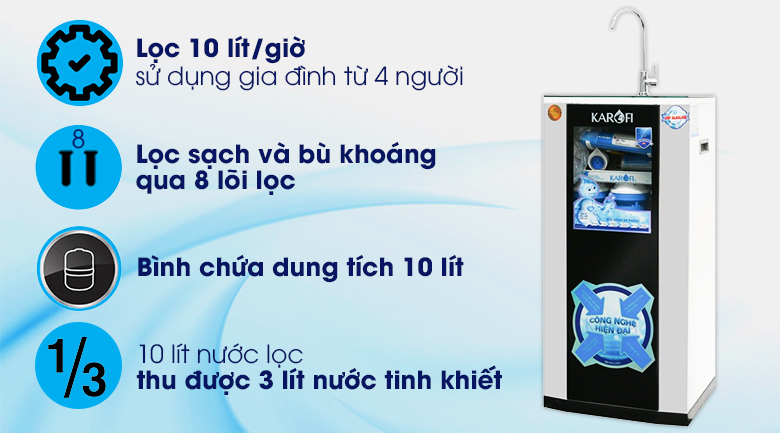 Lọc 10 lít/giờ
sử dụng gia đình từ 4 người
8
Lọc sạch và bù khoáng
qua 8 lõi lọc
Bình chứa dung tích 10 lít
1/3
10 lít nước lọc
thu được 3 lít nước tinh khiết
KAROFI
KAROFI
CÔNG NGHỆ
HIỆN ĐẠI